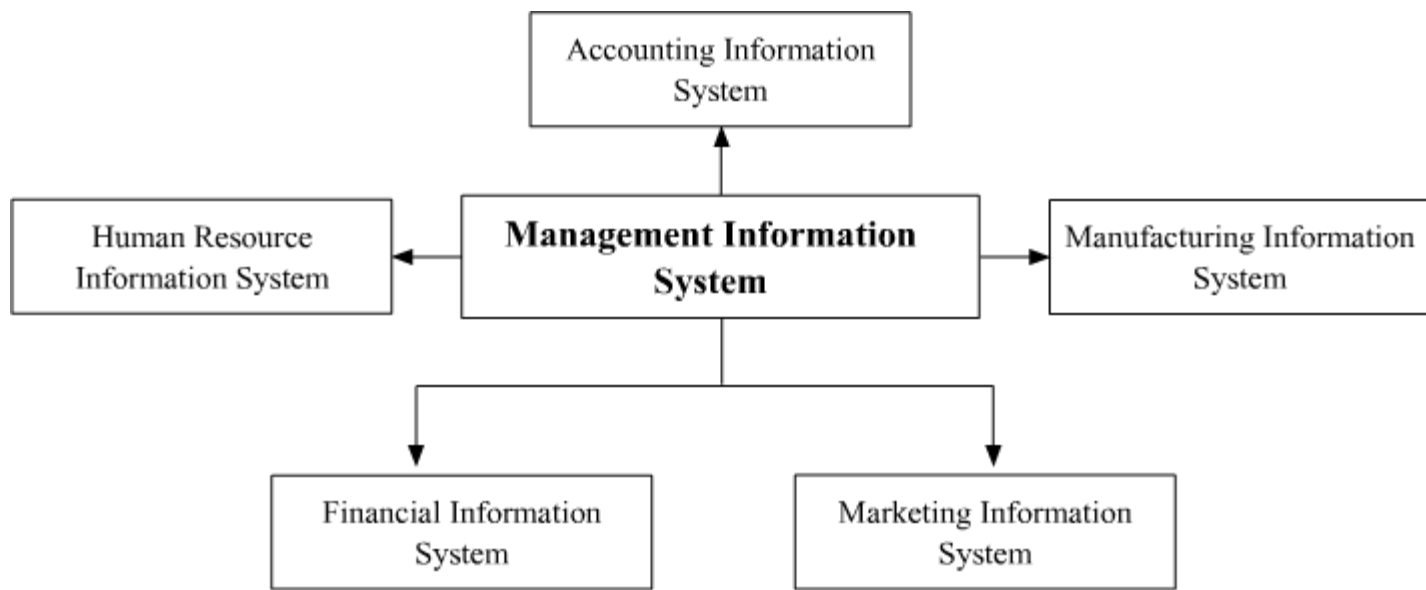 Accounting Information
System
Human Resource
Information System
Management Information
System
Manufacturing Information
System
Financial Information
System
Marketing Information
System